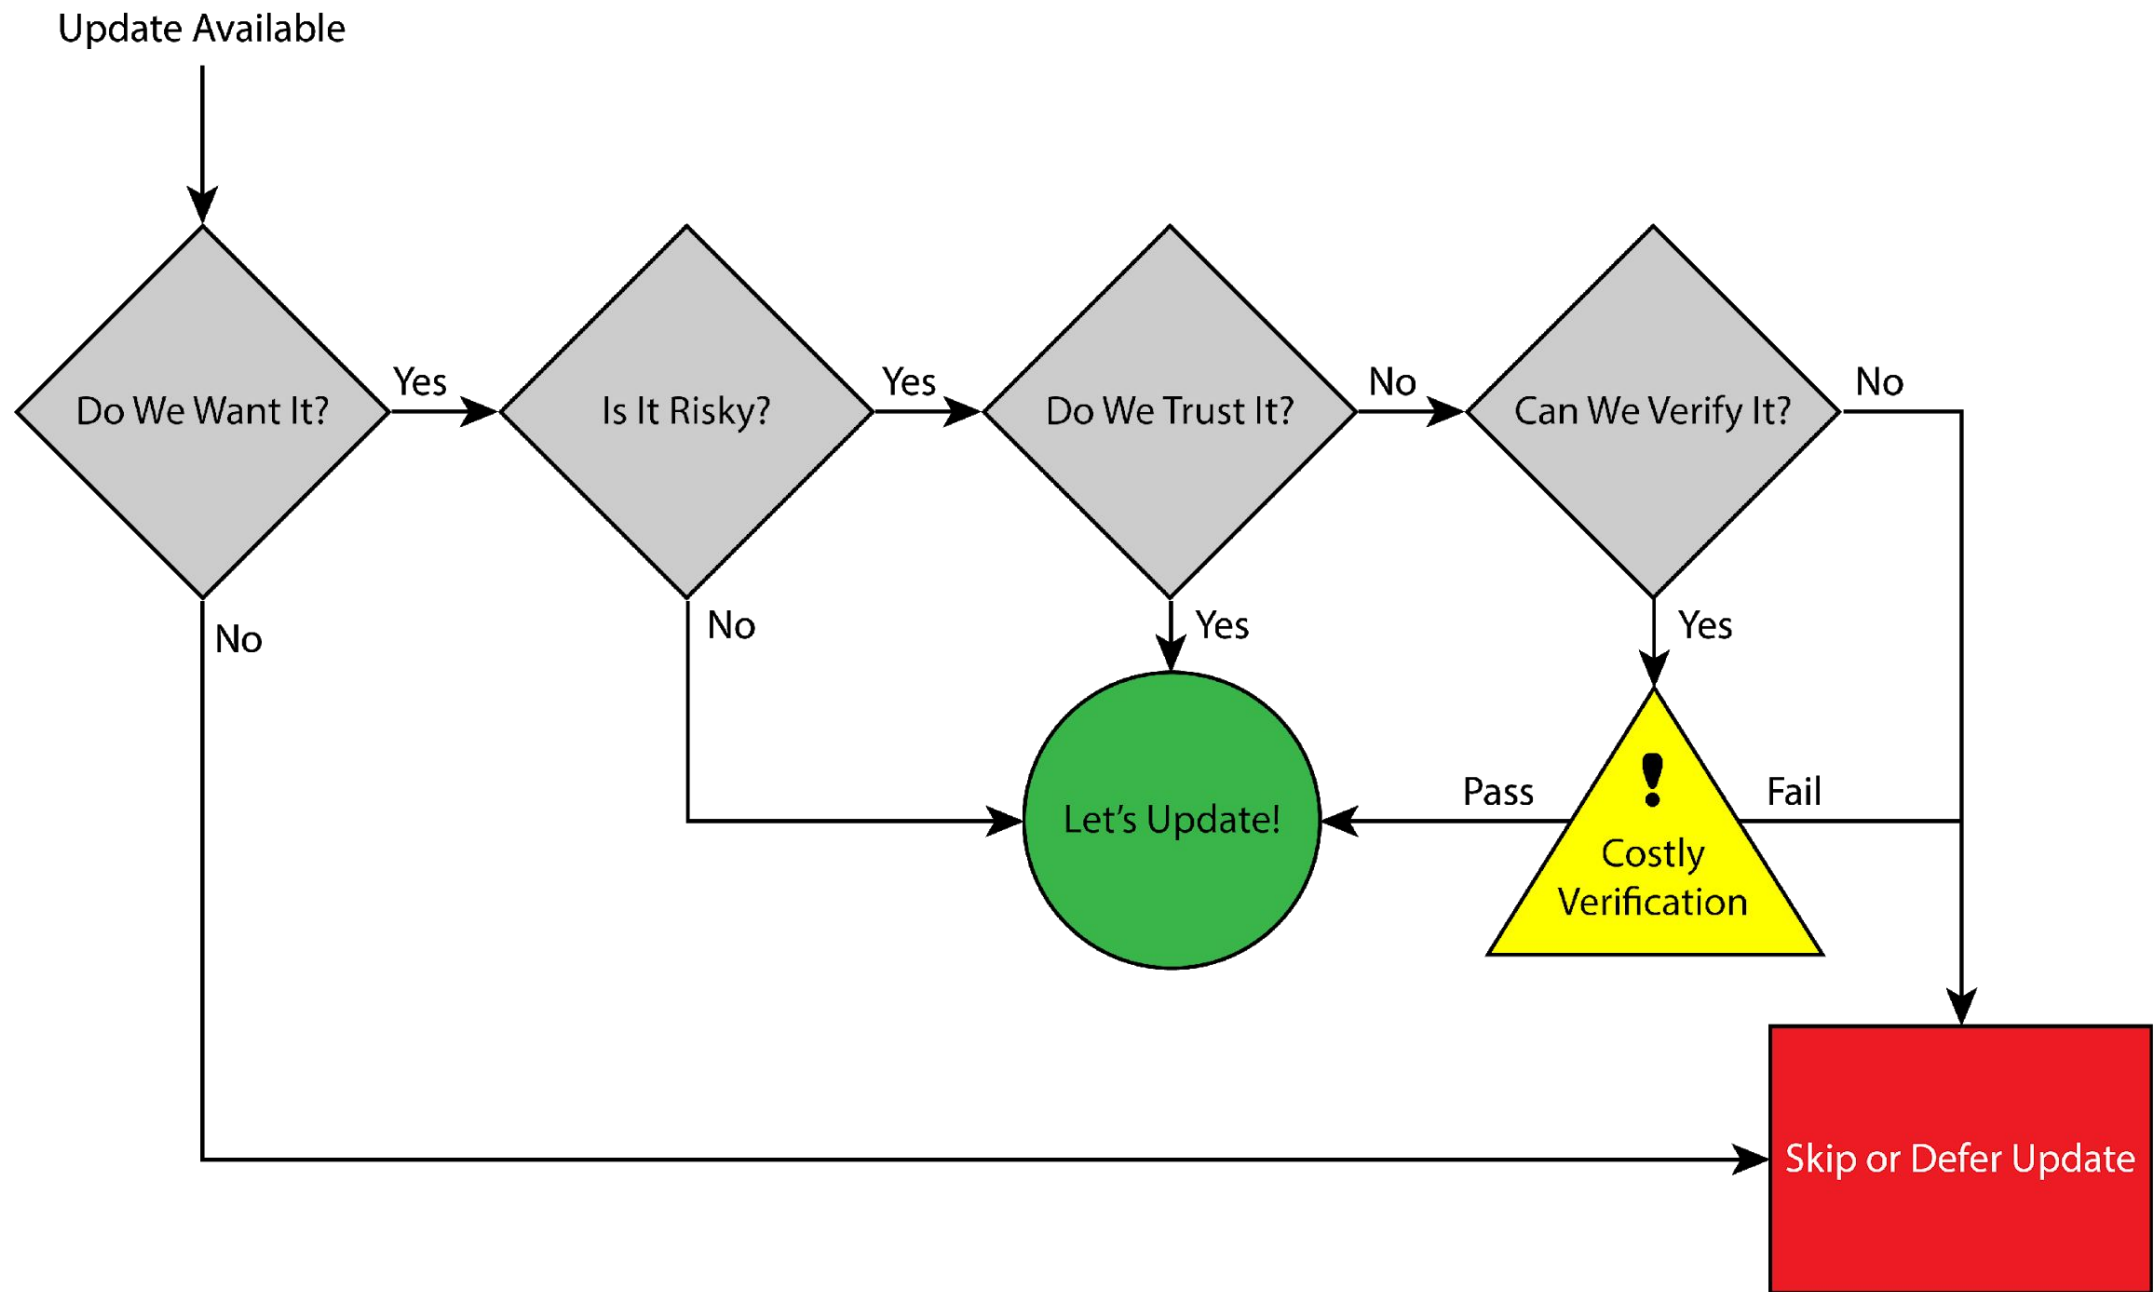 Update Available
Do We Want It?
Yes
Is It Risky?
Yes
Do We Trust It?
No
Can We Verify It?
No
No
No
Yes
Yes
Let's Update!
Pass
!
Costly
Verification
Fail
Skip or Defer Update